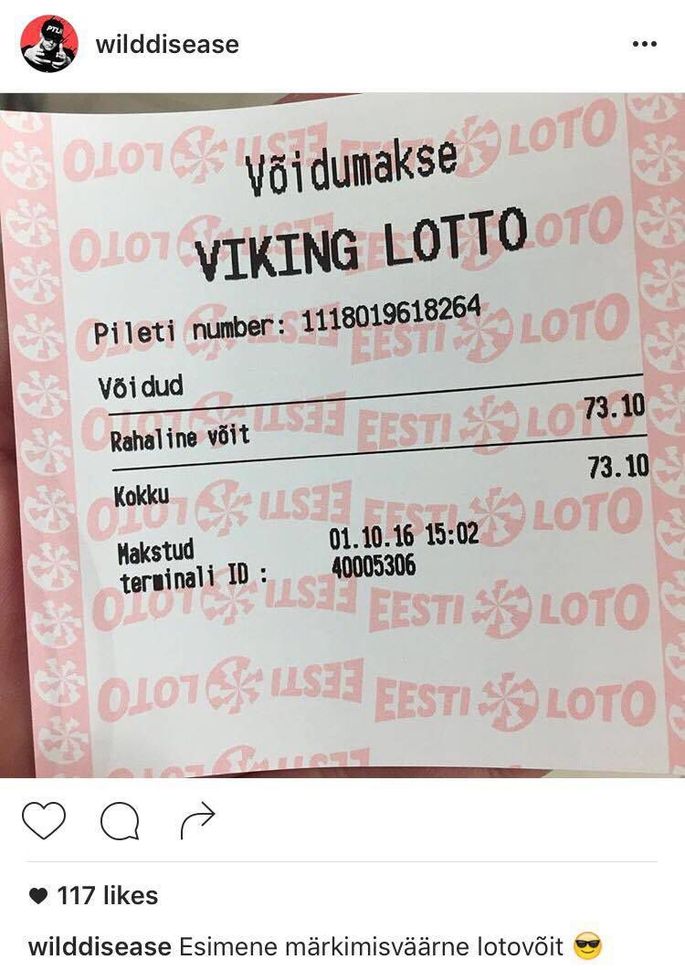 wilddisease
Võidumakse
VIKING LOTTO
Pileti number: 1118019618264
Võidud
Rahaline võit 73.10
Kokku 73.10
Makstud 01.10.16 15:02
terminali ID : 40005306
EESTI LOTO
117 likes
wilddisease Esimene märkimisväärne lotovõit 😎